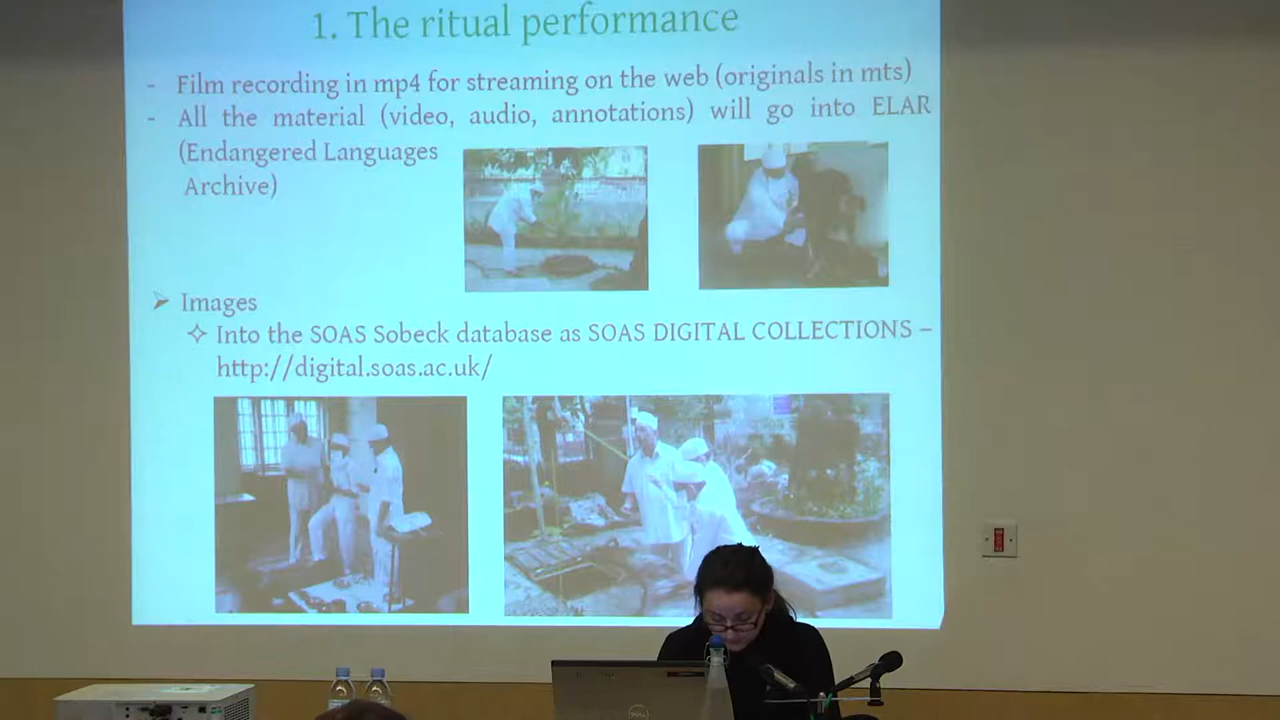 1. The ritual performance
- Film recording in mp4 for streaming on the web (originals in mts)
- All the material (video, audio, annotations) will go into ELAR
(Endangered Languages
Archive)
➤ Images
✧ Into the SOAS Sobeck database as SOAS DIGITAL COLLECTIONS –
http://digital.soas.ac.uk/
DELL